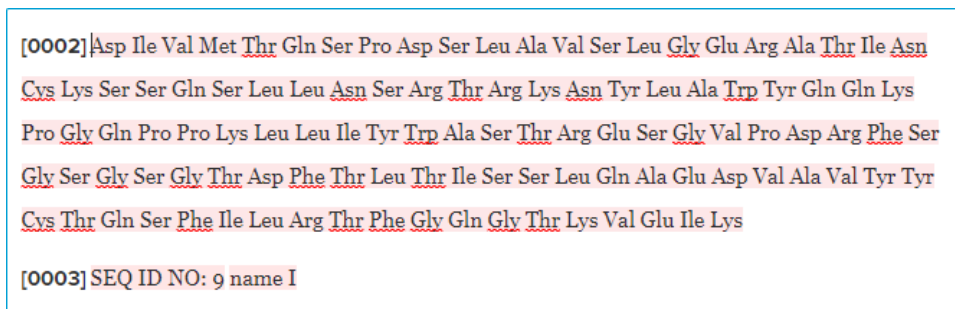 [0002] Asp Ile Val Met Thr Gln Ser Pro Asp Ser Leu Ala Val Ser Leu Gly Glu Arg Ala Thr Ile Asn
Cys Lys Ser Ser Gln Ser Leu Leu Asn Ser Arg Thr Arg Lys Asn Tyr Leu Ala Trp Tyr Gln Gln Lys
Pro Gly Gln Pro Pro Lys Leu Leu Ile Tyr Trp Ala Ser Thr Arg Glu Ser Gly Val Pro Asp Arg Phe Ser
Gly Ser Gly Ser Gly Thr Asp Phe Thr Leu Thr Ile Ser Ser Leu Gln Ala Glu Asp Val Ala Val Tyr Tyr
Cys Thr Gln Ser Phe Ile Leu Arg Thr Phe Gly Gln Gly Thr Lys Val Glu Ile Lys
[0003] SEQ ID NO: 9 name I